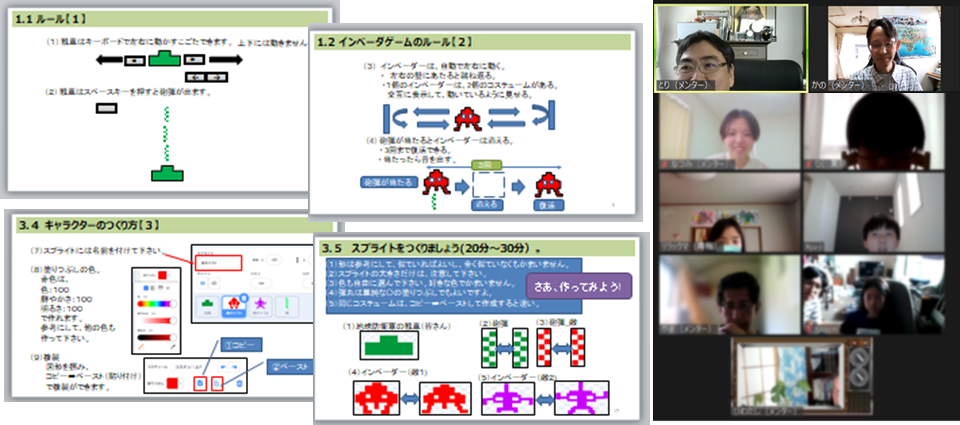 1.1 ルール【1】
(1) 戦車はキーボードで左右に動かすことできます。上下には動きません
(2) 戦車はスペースキーを押すと砲弾が出ます。
1.2 インベーダゲームのルール【2】
(3) インベーダーは、自動で左右に動く。
・ 左右の壁にあたると跳ね返る。
・1個のインベーダーは、2個のコスチュームがある。
交互に表示して、動いているように見せる。
(4) 砲弾が当たるとインベーダーは消える。
・3回まで復活できる。
・当たったら音を出す。
3回
砲弾が当たる
消える
復活
3.4 キャラクターのつくり方【3】
(7)スプライトには名前を付けて下さい
(8)塗りつぶしの色。
赤色は、
色:100
鮮やかさ:100
明るさ:100
で作れます。
参考にして、他の色も
作って下さい。
(9)複製
図形を囲み、
コピー➡ペースト(貼り付け)
で複製ができます。
①コピー
②ペースト
3.5 スプライトをつくりましょう(20分～30分)。
(1)形は参考にして、似ていればよいし、全く似ていなくもかまいません。
(2)スプライトの大きさだけは、注意して下さい。
(3)色も自由に選んで下さい。好きな色でかまいません。
(4)弾丸は単純な〇の塗りつぶしでもよいですよ。
(5)同じコスチュームは、コピー➡ペーストして作成すると速い。
さあ、作ってみよう!
(1)地球防衛軍の戦車(皆さん)
(2)砲弾
(3)砲弾_敵
(4)インベーダー(敵1)
(5)インベーダー(敵2)
とり (メンター)
かの (メンター)
なつみ (メンター)